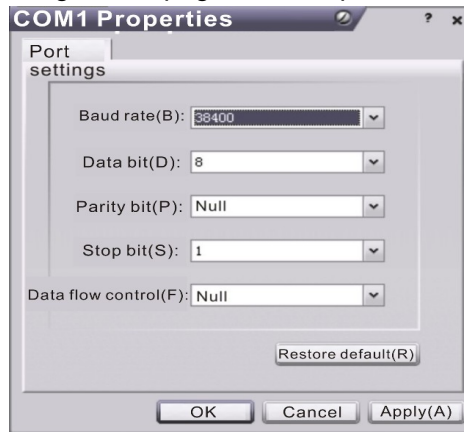 COM1 Properties
Port
settings
Baud rate(B): 38400
Data bit(D): 8
Parity bit(P): Null
Stop bit(S): 1
Data flow control(F): Null
Restore default(R)
OK Cancel Apply(A)